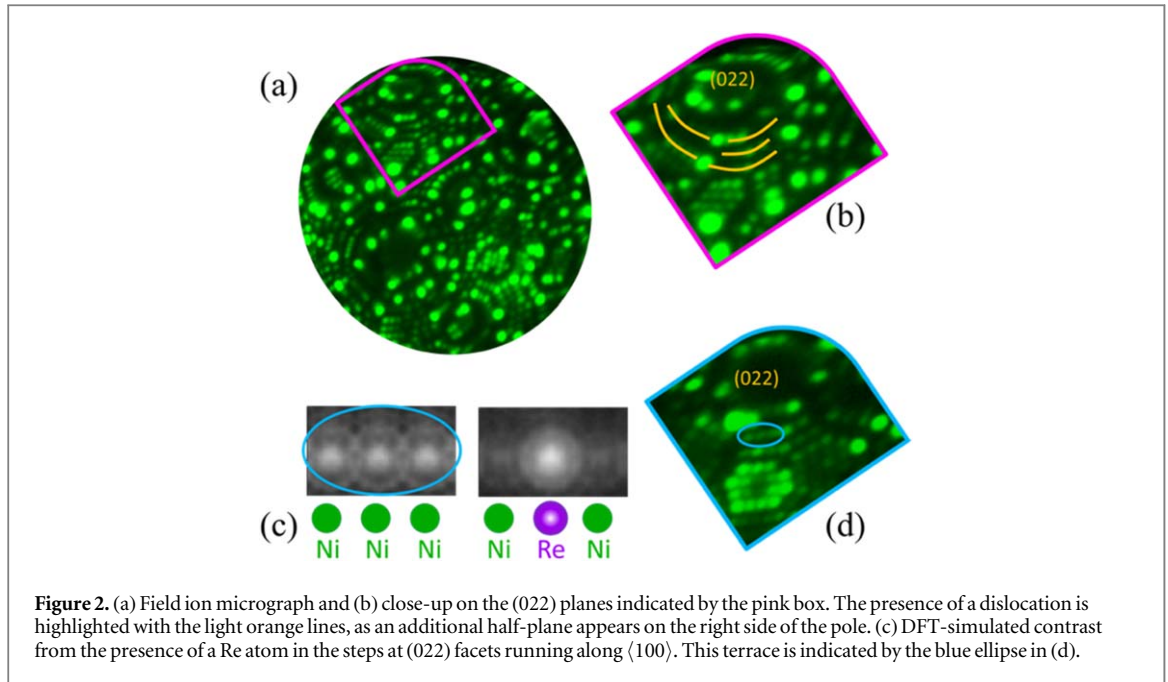 (a)
(022)
(b)
(022)
(c)
Ni Ni Ni Ni Re Ni
(d)
Figure 2. (a) Field ion micrograph and (b) close-up on the (022) planes indicated by the pink box. The presence of a dislocation is
highlighted with the light orange lines, as an additional half-plane appears on the right side of the pole. (c) DFT-simulated contrast
from the presence of a Re atom in the steps at (022) facets running along ⟨100⟩. This terrace is indicated by the blue ellipse in (d).